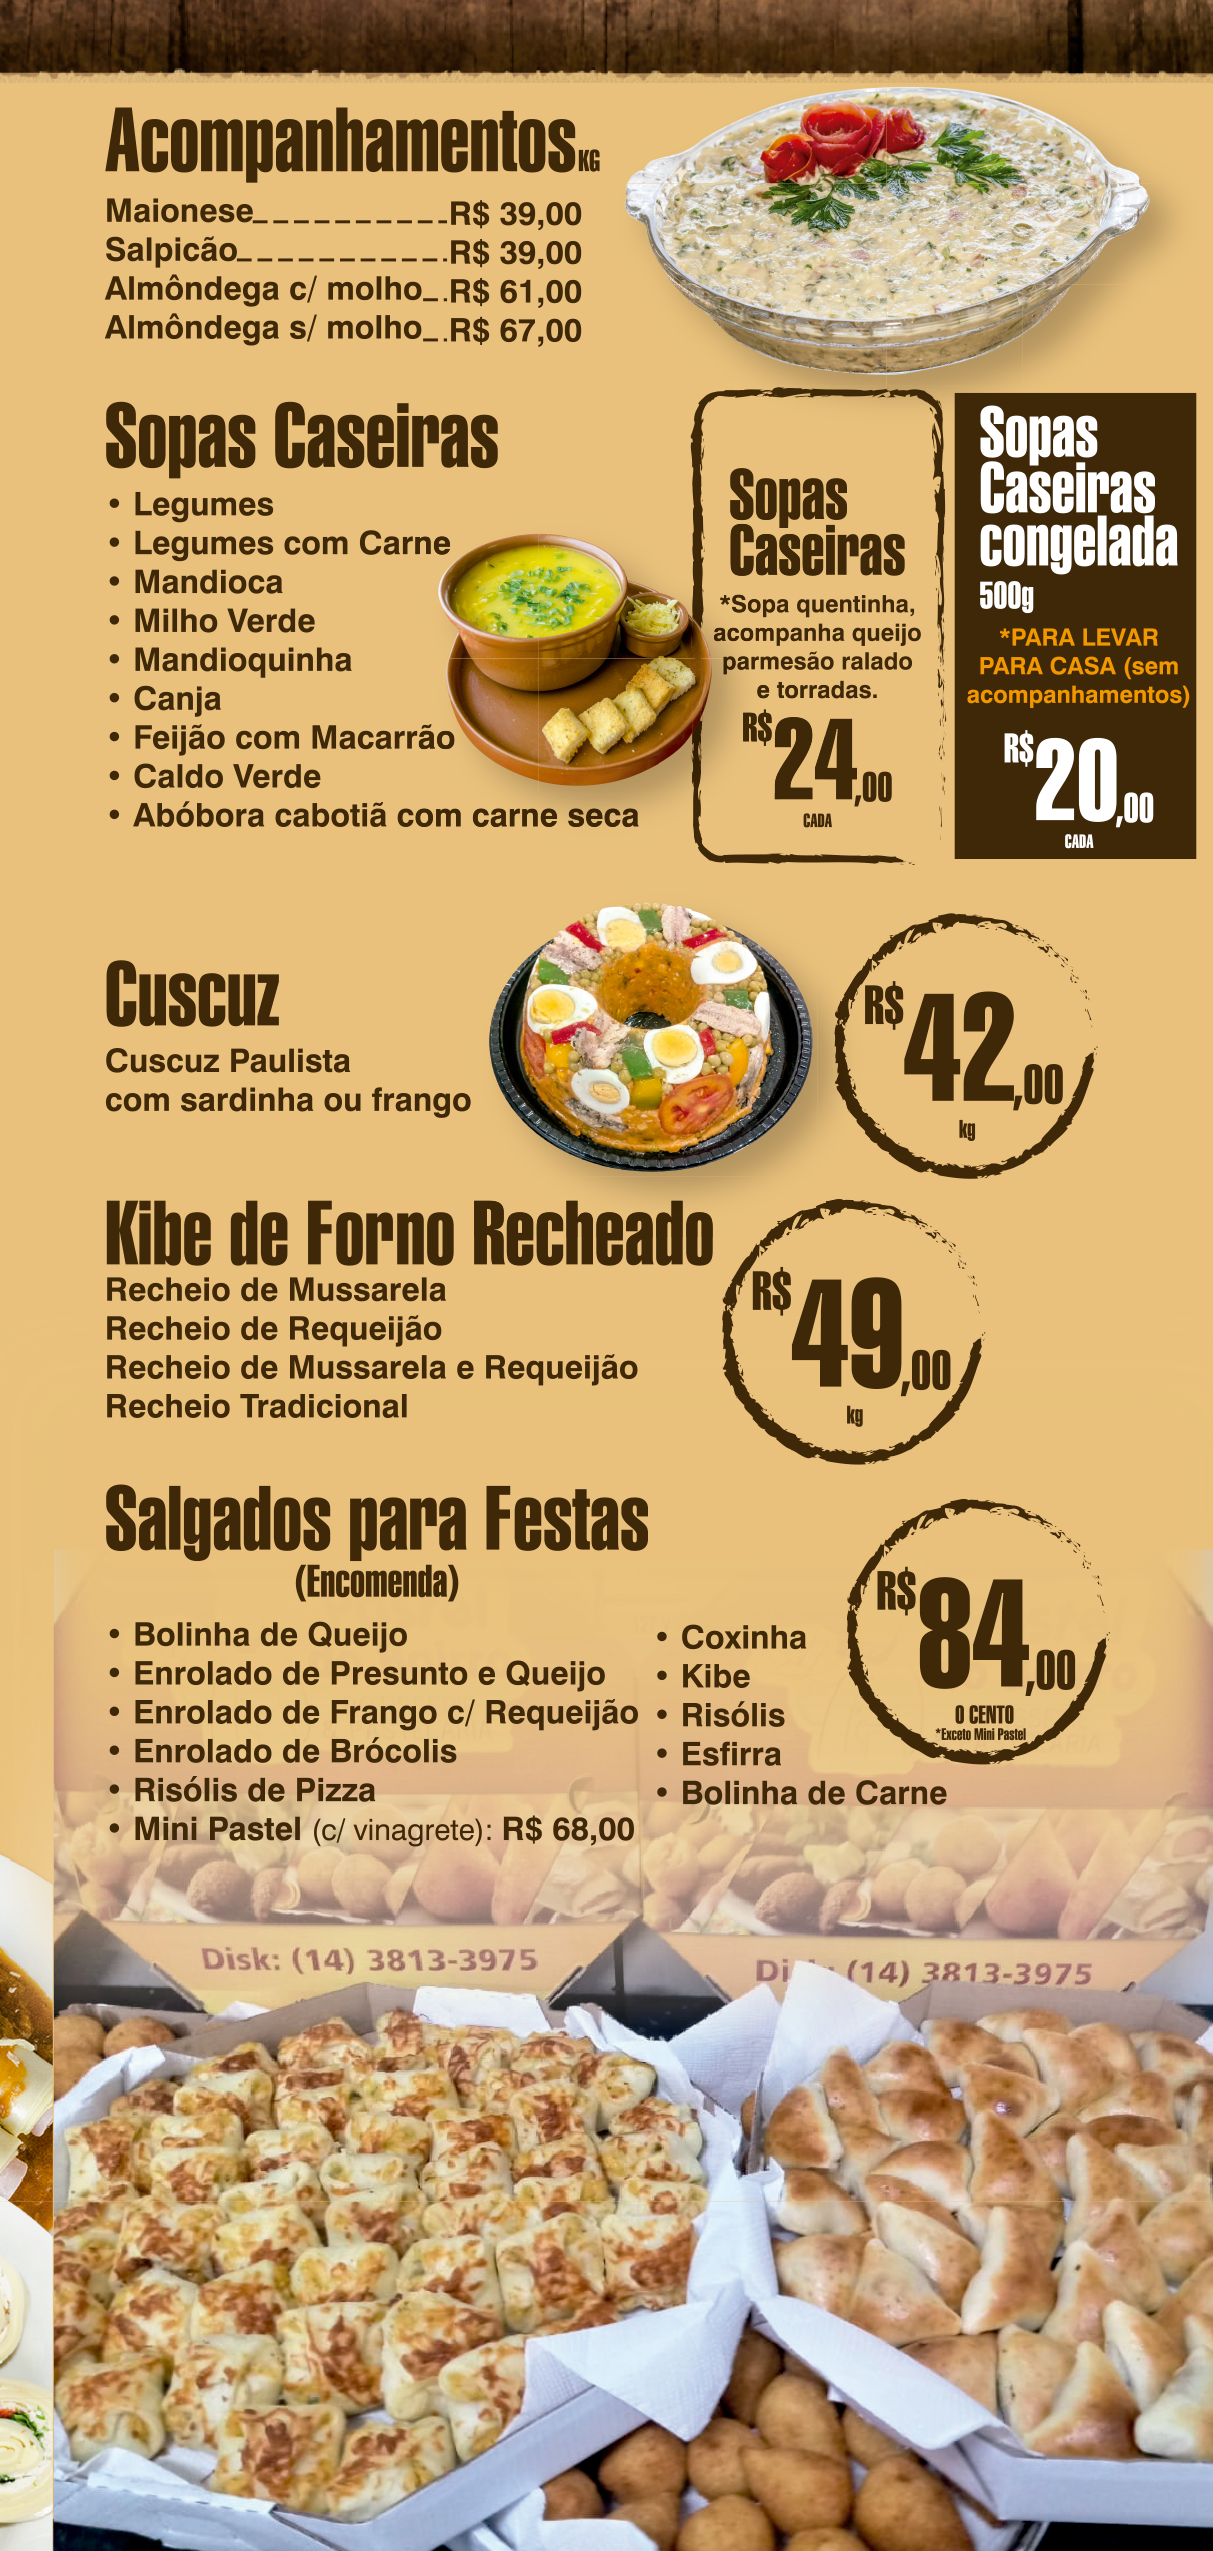 Acompanhamentos KG
Maionese R$ 39,00
Salpicão R$ 39,00
Almôndega c/ molho R$ 61,00
Almôndega s/ molho R$ 67,00
Sopas Caseiras
• Legumes
• Legumes com Carne
• Mandioca
• Milho Verde
• Mandioquinha
• Canja
• Feijão com Macarrão
• Caldo Verde
• Abóbora cabotiã com carne seca
Sopas
Caseiras
*Sopa quentinha,
acompanha queijo
parmesão ralado
e torradas.
R$ 24,00
CADA
Sopas
Caseiras
congelada
500g
*PARA LEVAR
PARA CASA (sem
acompanhamentos)
R$ 20,00
CADA
Cuscuz
Cuscuz Paulista
com sardinha ou frango
R$ 42,00
kg
Kibe de Forno Recheado
Recheio de Mussarela
Recheio de Requeijão
Recheio de Mussarela e Requeijão
Recheio Tradicional
R$ 49,00
kg
Salgados para Festas
(Encomenda)
• Bolinha de Queijo
• Enrolado de Presunto e Queijo
• Enrolado de Frango c/ Requeijão
• Enrolado de Brócolis
• Risólis de Pizza
• Mini Pastel (c/ vinagrete): R$ 68,00
• Coxinha
• Kibe
• Risólis
• Esfirra
• Bolinha de Carne
R$ 84,00
O CENTO
*Exceto Mini Pastel
Disk: (14) 3813-3975
(14) 3813-3975